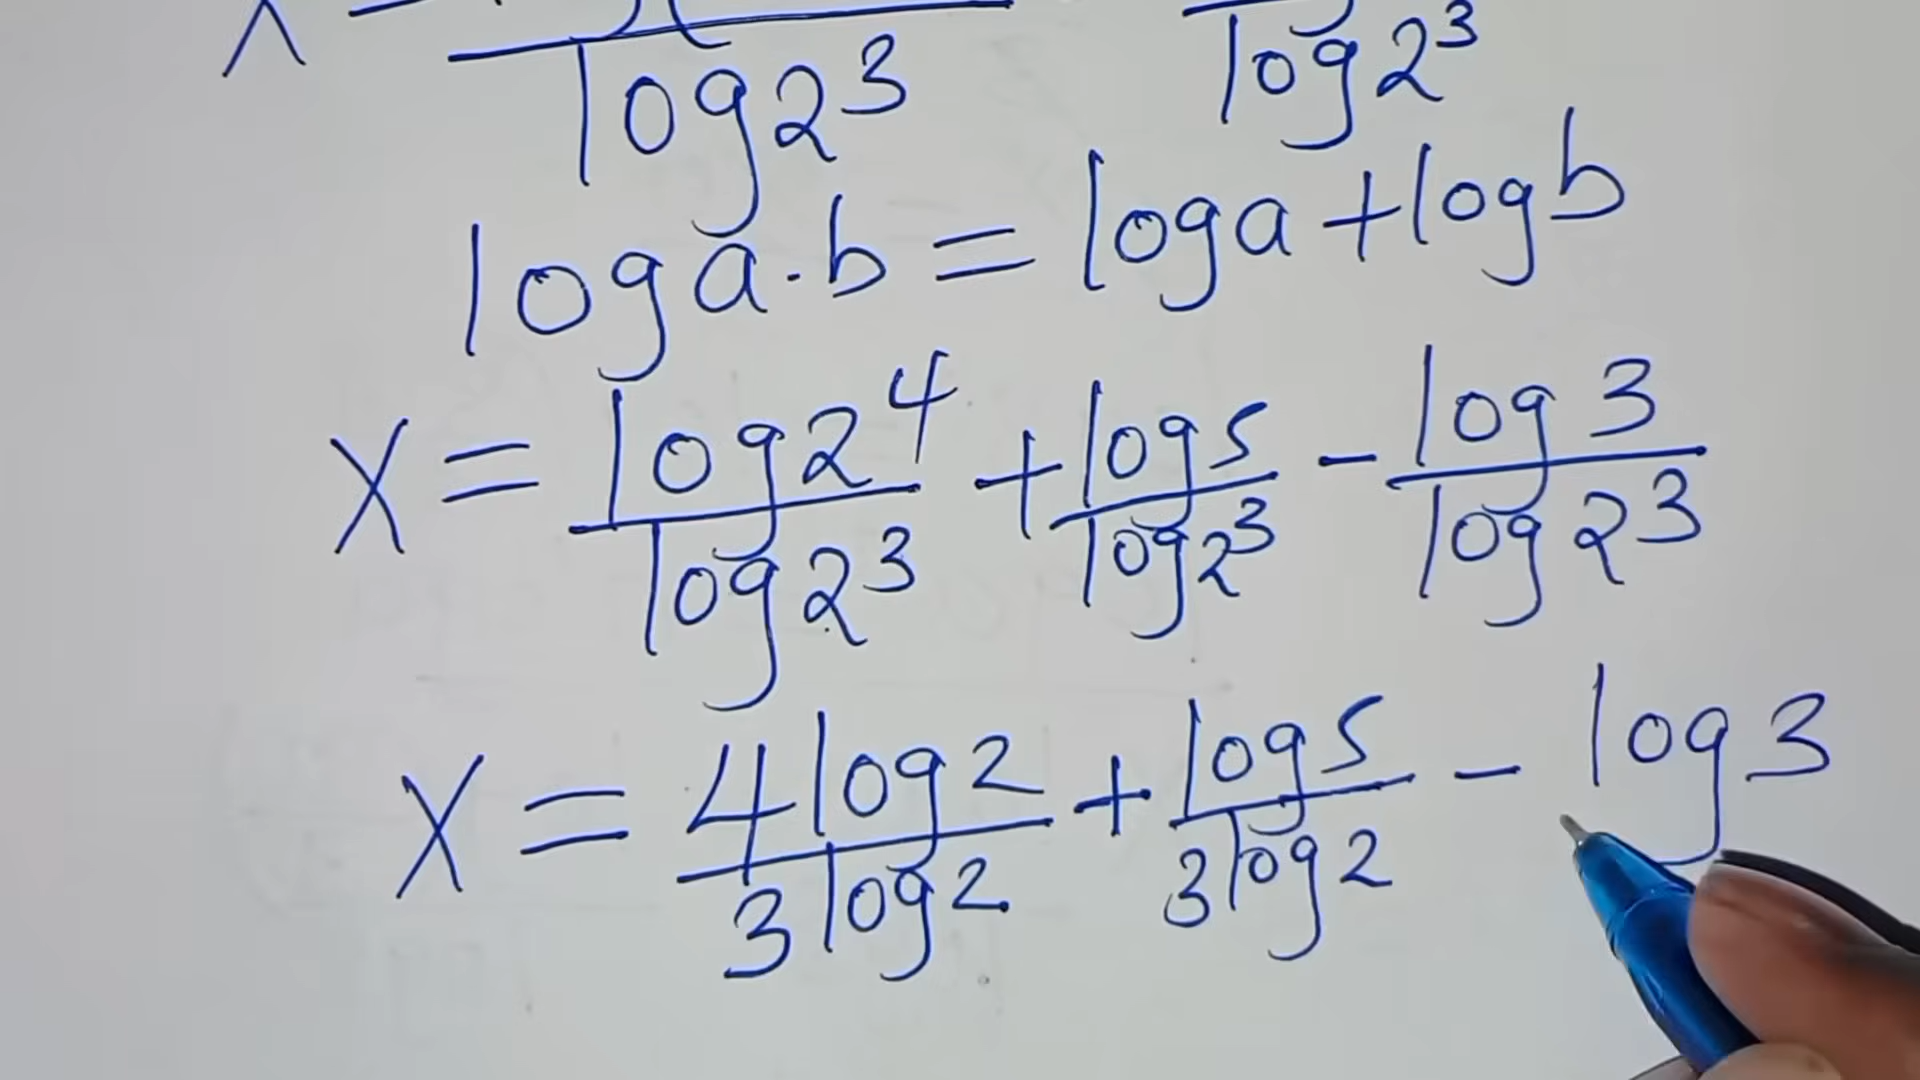 log2³ log2³
log a·b = log a + log b
x = log2⁴/log2³ + log5/log2³ - log3/log2³
x = 4log2/3log2 + log5/3log2 - log3